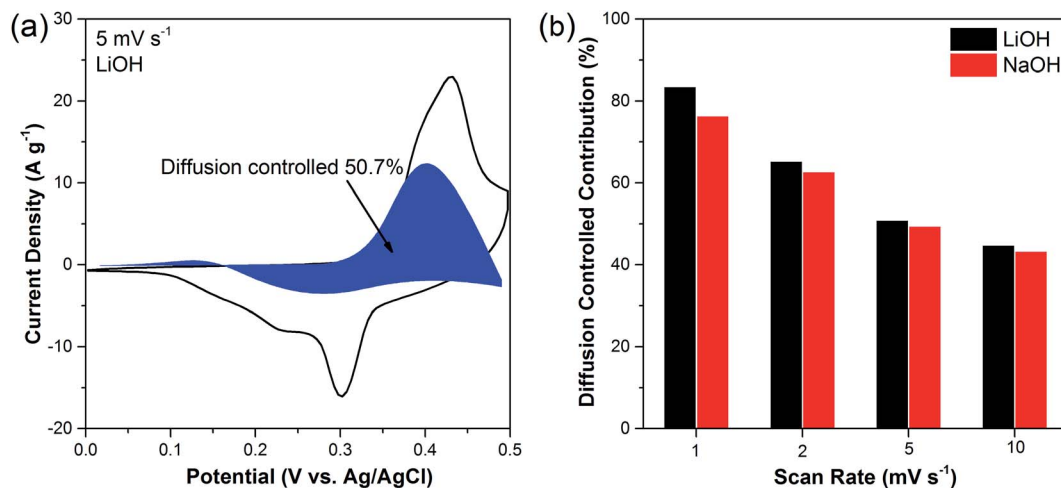 (a)
5 mV s⁻¹
LiOH
Diffusion controlled 50.7%
30
20
10
0
-10
-20
Current Density (A g⁻¹)
0.0 0.1 0.2 0.3 0.4 0.5
Potential (V vs. Ag/AgCl)
(b)
LiOH
NaOH
100
80
60
40
20
0
Diffusion Controlled Contribution (%)
1 2 5 10
Scan Rate (mV s⁻¹)